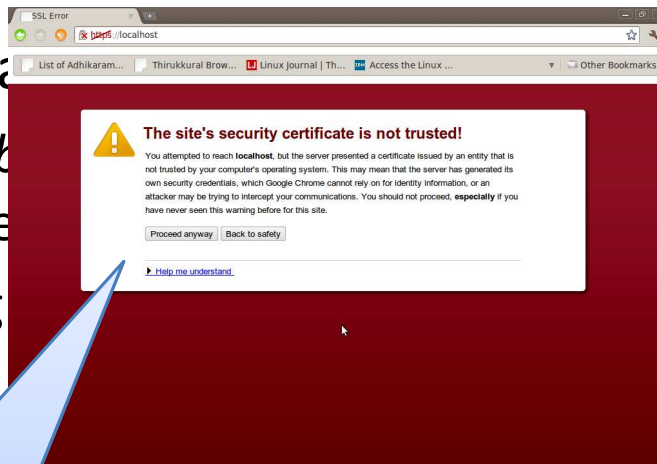 SSL Error
https://localhost
List of Adhikaram... Thirukkural Brow... Linux Journal | Th... Access the Linux ... Other Bookmarks
The site's security certificate is not trusted!
You attempted to reach localhost, but the server presented a certificate issued by an entity that is
not trusted by your computer's operating system. This may mean that the server has generated its
own security credentials, which Google Chrome cannot rely on for identity information, or an
attacker may be trying to intercept your communications. You should not proceed, especially if you
have never seen this warning before for this site.
Proceed anyway Back to safety
Help me understand